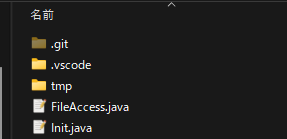 名前
.git
.vscode
tmp
FileAccess.java
Init.java